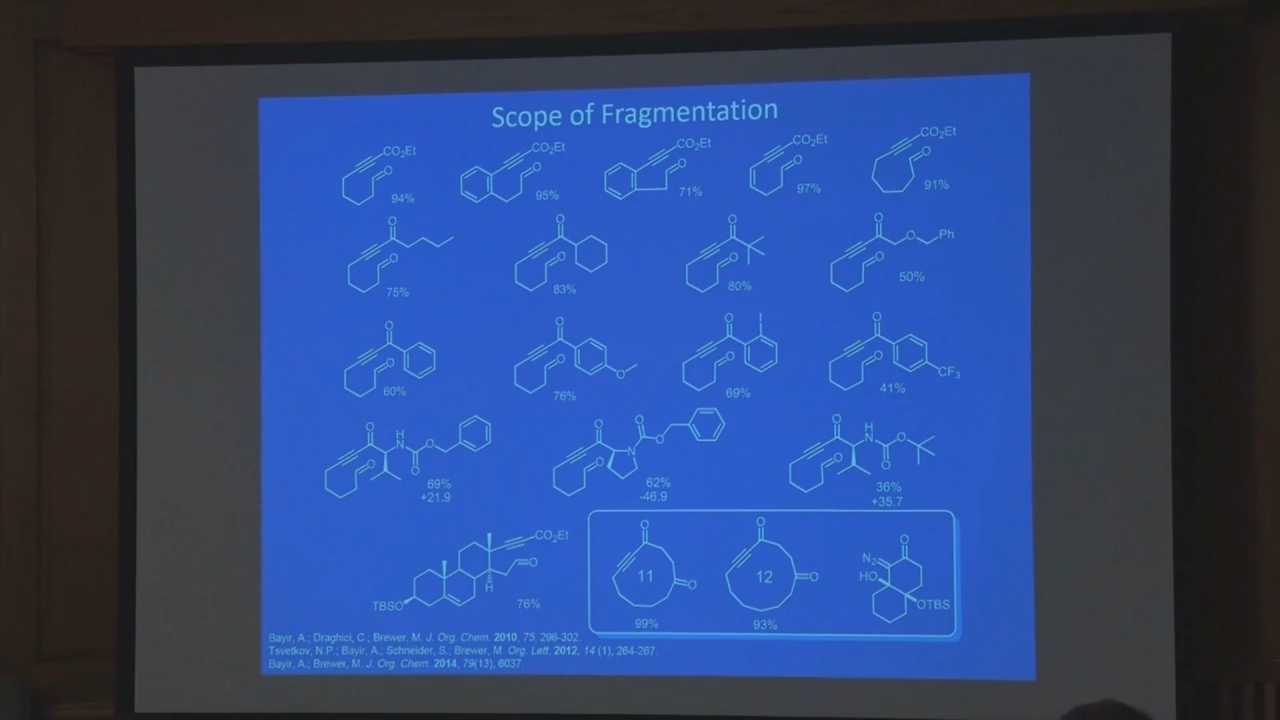 Scope of Fragmentation
CO2Et
O
94%
CO2Et
O
95%
CO2Et
O
71%
CO2Et
O
97%
CO2Et
O
91%
O
O
75%
O
O
83%
O
O
80%
O
O Ph
O
50%
O
O
60%
O
O
O
76%
O
I
O
69%
O
O
CF3
41%
O
H
N
O
O
O
69%
+21.9
O
O
O
N
O
62%
-46.9
O
H
N
O
O
O
36%
+35.7
CO2Et
O
H
TBSO
76%
O
11
O
99%
O
12
O
93%
O
N2
HO
OTBS
Bayir, A.; Draghici, C.; Brewer, M. J. Org. Chem. 2010, 75, 296-302.
Tsvetkov, N.P.; Bayir, A.; Schneider, S.; Brewer, M. Org. Lett. 2012, 14 (1), 264-267.
Bayir, A.; Brewer, M. J. Org. Chem. 2014, 79(13), 6037.